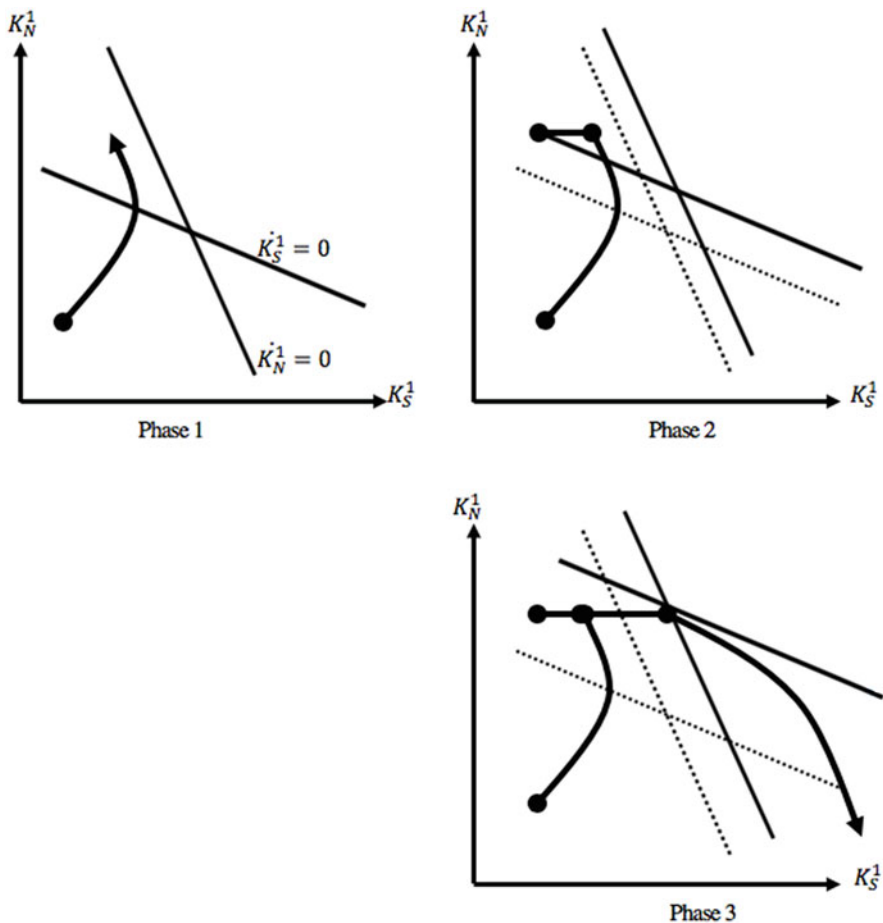 K_N^1
K̇_S^1 = 0
K̇_N^1 = 0
K_S^1
Phase 1
K_N^1
K_S^1
Phase 2
K_N^1
K_S^1
Phase 3